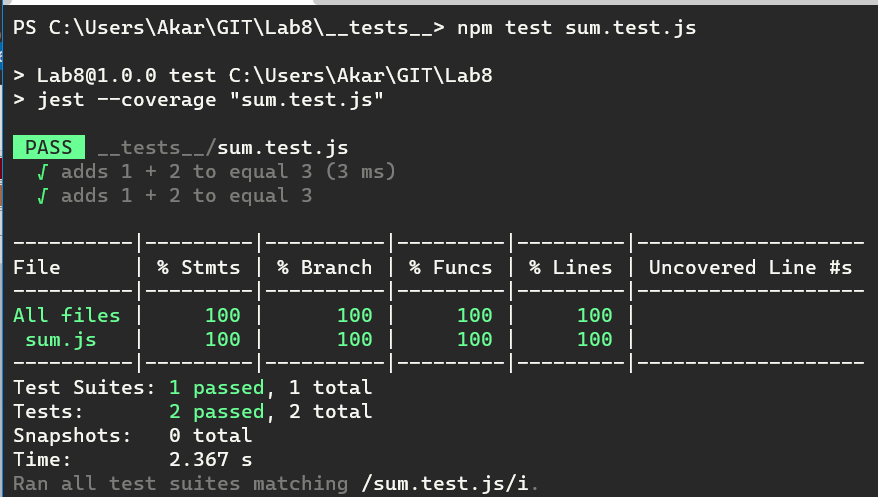 PS C:\Users\Akar\GIT\Lab8\__tests__> npm test sum.test.js
> Lab8@1.0.0 test C:\Users\Akar\GIT\Lab8
> jest --coverage "sum.test.js"
PASS __tests__/sum.test.js
√ adds 1 + 2 to equal 3 (3 ms)
√ adds 1 + 2 to equal 3
----------|---------|----------|---------|---------|-------------------
File      | % Stmts | % Branch | % Funcs | % Lines | Uncovered Line #s
----------|---------|----------|---------|---------|-------------------
All files |     100 |      100 |     100 |     100 |
 sum.js   |     100 |      100 |     100 |     100 |
----------|---------|----------|---------|---------|-------------------
Test Suites: 1 passed, 1 total
Tests:       2 passed, 2 total
Snapshots:   0 total
Time:        2.367 s
Ran all test suites matching /sum.test.js/i.